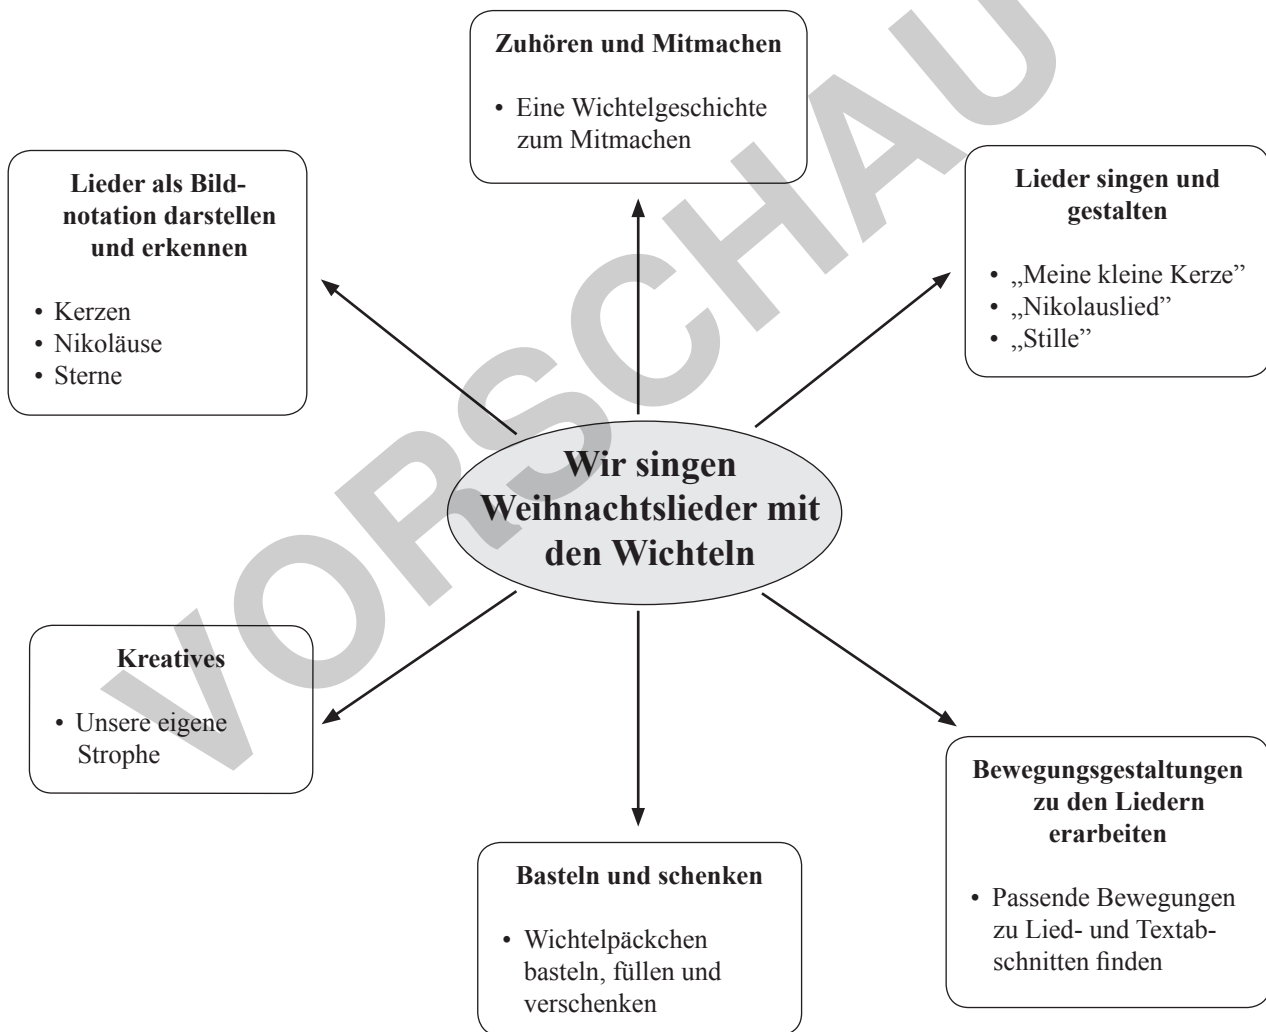 Zuhören und Mitmachen
• Eine Wichtelgeschichte
zum Mitmachen
Lieder als Bild-
notation darstellen
und erkennen
• Kerzen
• Nikoläuse
• Sterne
Lieder singen und
gestalten
• „Meine kleine Kerze”
• „Nikolauslied”
• „Stille”
Wir singen
Weihnachtslieder mit
den Wichteln
Kreatives
• Unsere eigene
Strophe
Basteln und schenken
• Wichtelpäckchen
basteln, füllen und
verschenken
Bewegungsgestaltungen
zu den Liedern
erarbeiten
• Passende Bewegungen
zu Lied- und Textab-
schnitten finden
VORSCHAU